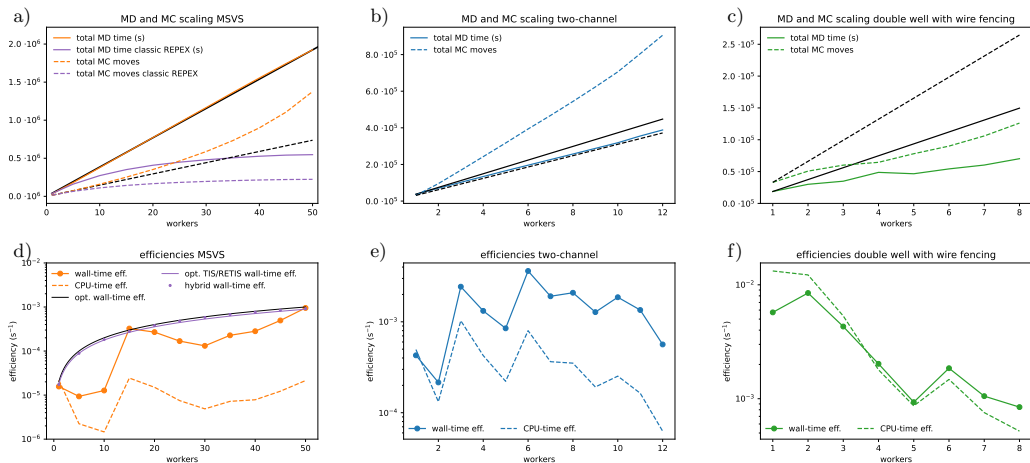 a)
MD and MC scaling MSVS
total MD time (s)
total MD time classic REPEX (s)
total MC moves
total MC moves classic REPEX
2.0 ·10⁶
1.5 ·10⁶
1.0 ·10⁶
0.5 ·10⁶
0.0 ·10⁶
0 10 20 30 40 50
workers
b)
MD and MC scaling two-channel
total MD time (s)
total MC moves
8.0 ·10⁵
6.0 ·10⁵
4.0 ·10⁵
2.0 ·10⁵
0.0 ·10⁵
2 4 6 8 10 12
workers
c)
MD and MC scaling double well with wire fencing
total MD time (s)
total MC moves
2.5 ·10⁵
2.0 ·10⁵
1.5 ·10⁵
1.0 ·10⁵
0.5 ·10⁵
0.0 ·10⁵
1 2 3 4 5 6 7 8
workers
d)
efficiencies MSVS
wall-time eff.
CPU-time eff.
opt. wall-time eff.
opt. TIS/RETIS wall-time eff.
hybrid wall-time eff.
efficiency (s⁻¹)
10⁻²
10⁻³
10⁻⁴
10⁻⁵
10⁻⁶
0 10 20 30 40 50
workers
e)
efficiencies two-channel
efficiency (s⁻¹)
10⁻³
10⁻⁴
wall-time eff.
CPU-time eff.
2 4 6 8 10 12
workers
f)
efficiencies double well with wire fencing
efficiency (s⁻¹)
10⁻²
10⁻³
wall-time eff.
CPU-time eff.
1 2 3 4 5 6 7 8
workers